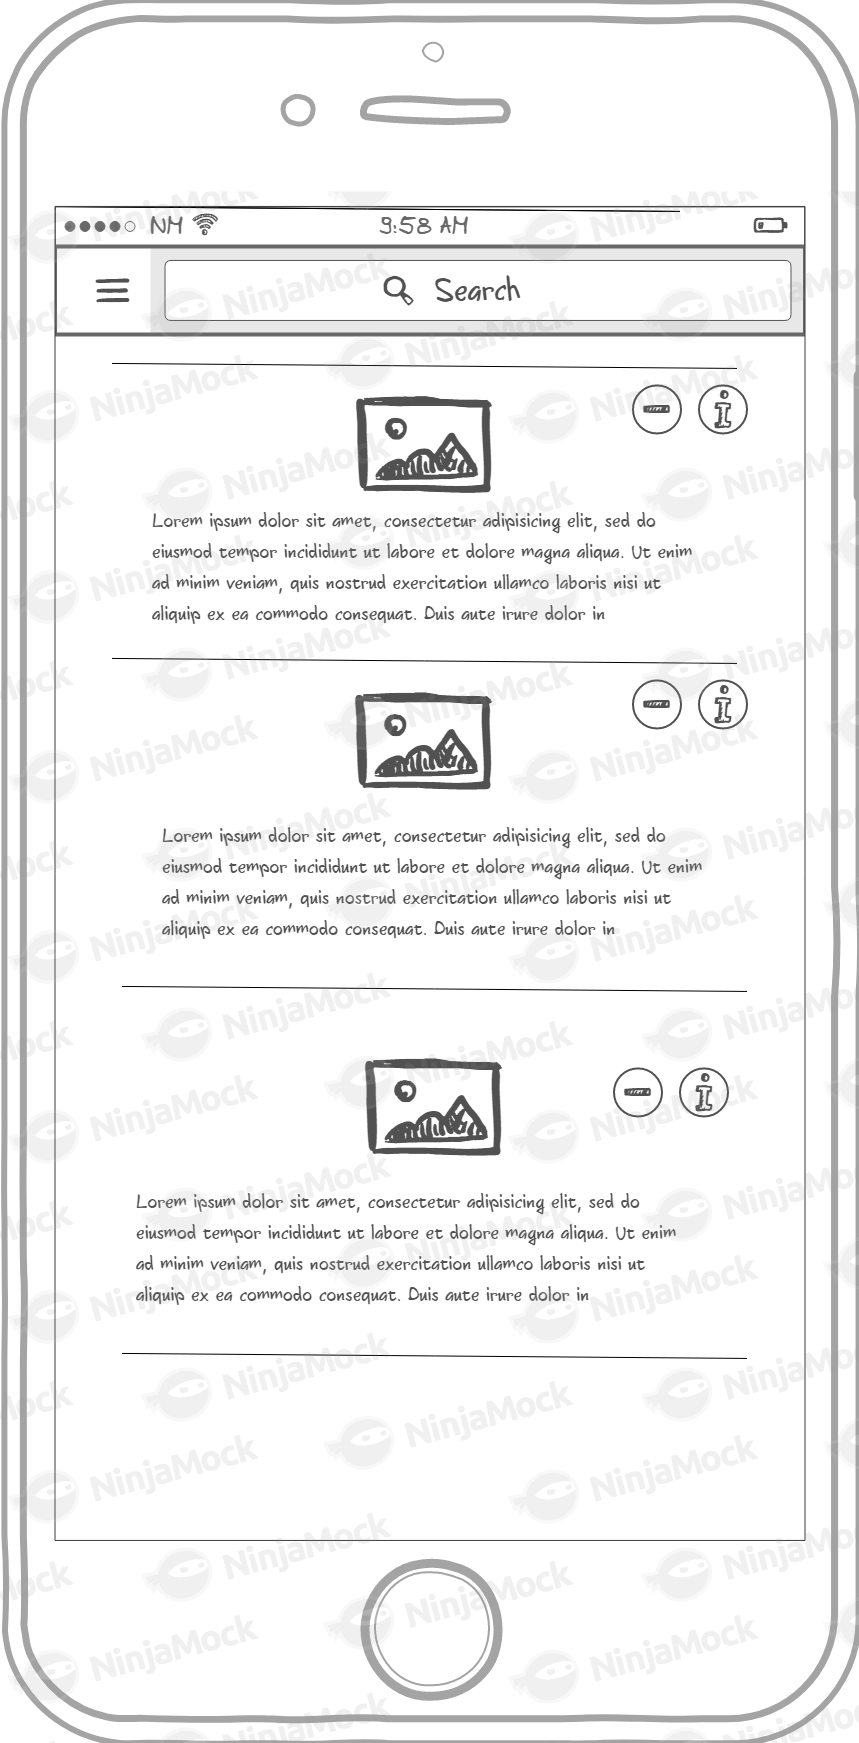 NM 9:58 AM
Search
i
Lorem ipsum dolor sit amet, consectetur adipisicing elit, sed do
eiusmod tempor incididunt ut labore et dolore magna aliqua. Ut enim
ad minim veniam, quis nostrud exercitation ullamco laboris nisi ut
aliquip ex ea commodo consequat. Duis aute irure dolor in
i
Lorem ipsum dolor sit amet, consectetur adipisicing elit, sed do
eiusmod tempor incididunt ut labore et dolore magna aliqua. Ut enim
ad minim veniam, quis nostrud exercitation ullamco laboris nisi ut
aliquip ex ea commodo consequat. Duis aute irure dolor in
i
Lorem ipsum dolor sit amet, consectetur adipisicing elit, sed do
eiusmod tempor incididunt ut labore et dolore magna aliqua. Ut enim
ad minim veniam, quis nostrud exercitation ullamco laboris nisi ut
aliquip ex ea commodo consequat. Duis aute irure dolor in
NinjaMock